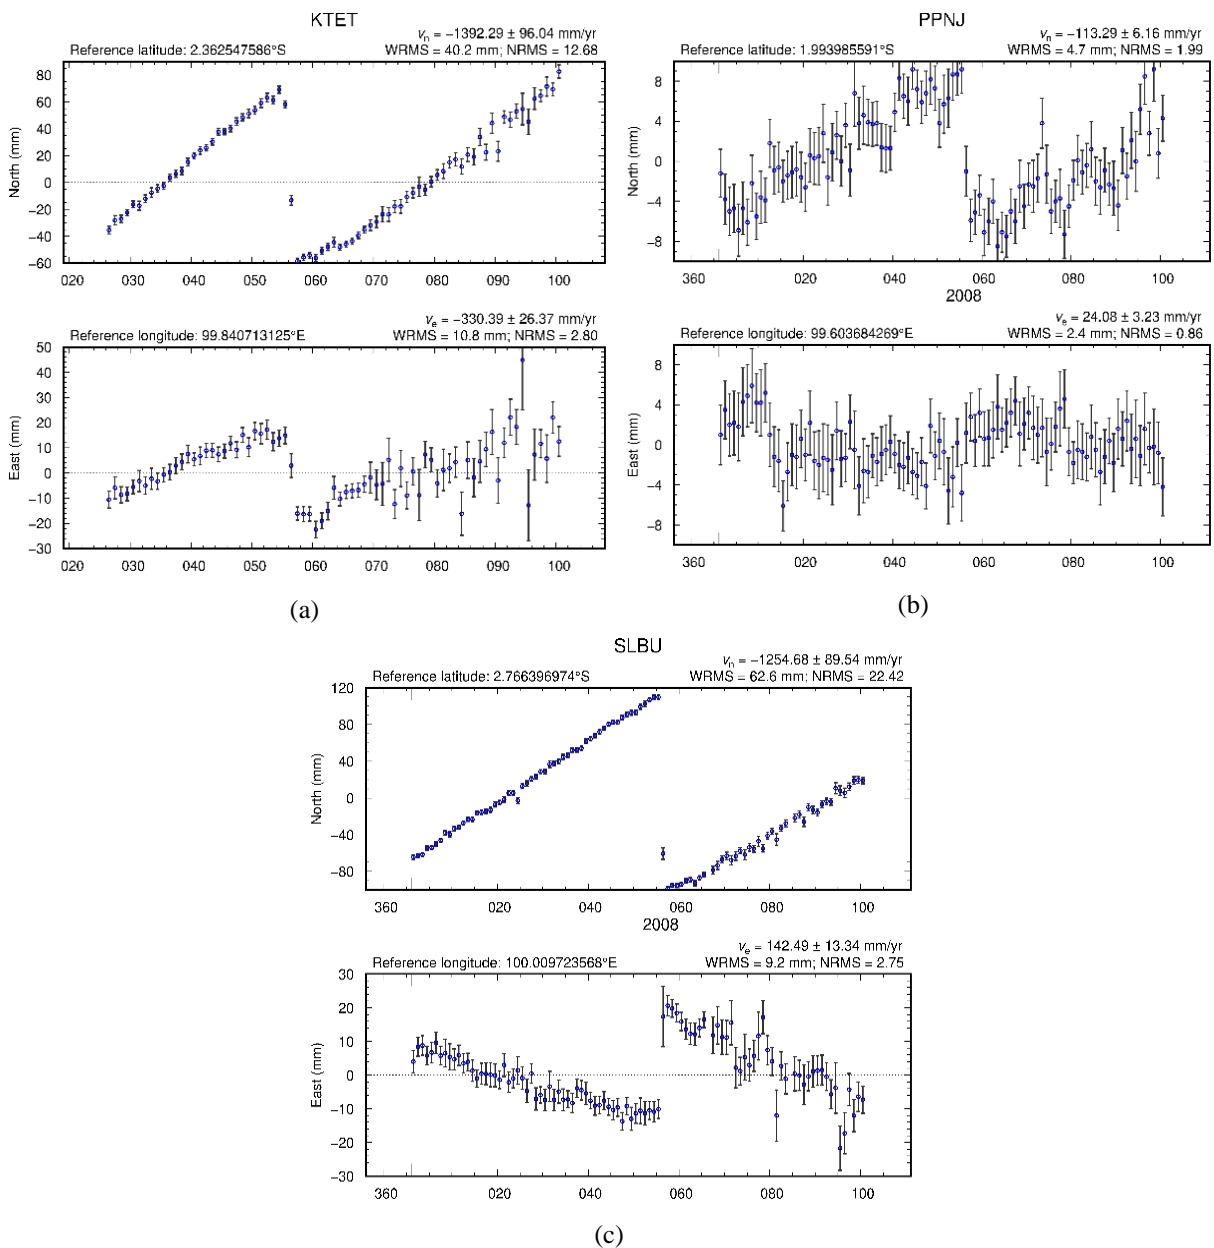 KTET
vn = −1392.29 ± 96.04 mm/yr
Reference latitude: 2.362547586°S WRMS = 40.2 mm; NRMS = 12.68
80
60
40
20
0
−20
−40
−60
North (mm)
020 030 040 050 060 070 080 090 100
ve = −330.39 ± 26.37 mm/yr
Reference longitude: 99.840713125°E WRMS = 10.8 mm; NRMS = 2.80
50
40
30
20
10
0
−10
−20
−30
East (mm)
020 030 040 050 060 070 080 090 100
(a)
PPNJ
vn = −113.29 ± 6.16 mm/yr
Reference latitude: 1.993985591°S WRMS = 4.7 mm; NRMS = 1.99
8
4
0
−4
−8
North (mm)
360 020 040 060 080 100
2008
ve = 24.08 ± 3.23 mm/yr
Reference longitude: 99.603684269°E WRMS = 2.4 mm; NRMS = 0.86
8
4
0
−4
−8
East (mm)
360 020 040 060 080 100
(b)
SLBU
vn = −1254.68 ± 89.54 mm/yr
Reference latitude: 2.766396974°S WRMS = 62.6 mm; NRMS = 22.42
120
80
40
0
−40
−80
North (mm)
360 020 040 060 080 100
2008
ve = 142.49 ± 13.34 mm/yr
Reference longitude: 100.009723568°E WRMS = 9.2 mm; NRMS = 2.75
30
20
10
0
−10
−20
−30
East (mm)
360 020 040 060 080 100
(c)